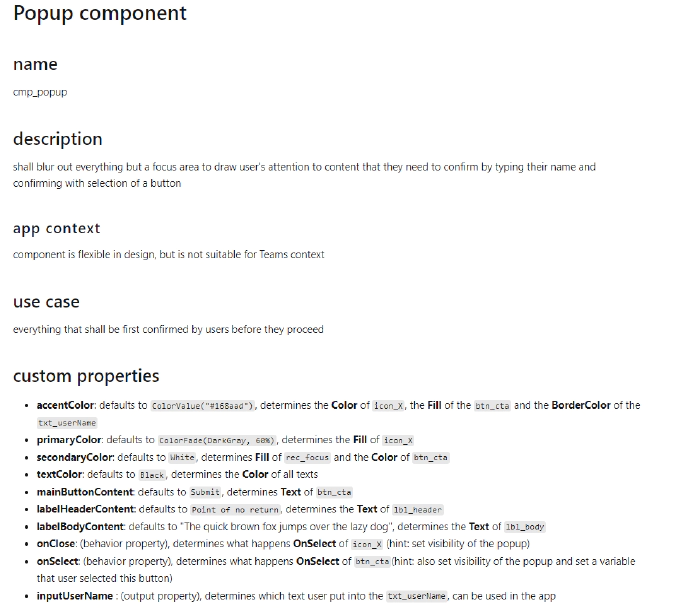 Popup component
name
cmp_popup
description
shall blur out everything but a focus area to draw user's attention to content that they need to confirm by typing their name and
confirming with selection of a button
app context
component is flexible in design, but is not suitable for Teams context
use case
everything that shall be first confirmed by users before they proceed
custom properties
• accentColor: defaults to ColorValue("#168aad"), determines the Color of icon_X, the Fill of the btn_cta and the BorderColor of the
txt_userName
• primaryColor: defaults to ColorFade(DarkGray, 60%), determines the Fill of icon_X
• secondaryColor: defaults to White, determines Fill of rec_focus and the Color of btn_cta
• textColor: defaults to Black, determines the Color of all texts
• mainButtonContent: defaults to Submit, determines Text of btn_cta
• labelHeaderContent: defaults to Point of no return, determines the Text of lbl_header
• labelBodyContent: defaults to "The quick brown fox jumps over the lazy dog", determines the Text of lbl_body
• onClose: (behavior property), determines what happens OnSelect of icon_X (hint: set visibility of the popup)
• onSelect: (behavior property), determines what happens OnSelect of btn_cta (hint: also set visibility of the popup and set a variable
that user selected this button)
• inputUserName : (output property), determines which text user put into the txt_userName, can be used in the app